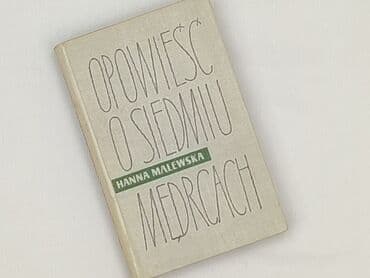 OPOWIEŚĆ
O SIEDMIU
HANNA MALEWSKA
MĘDRCACH